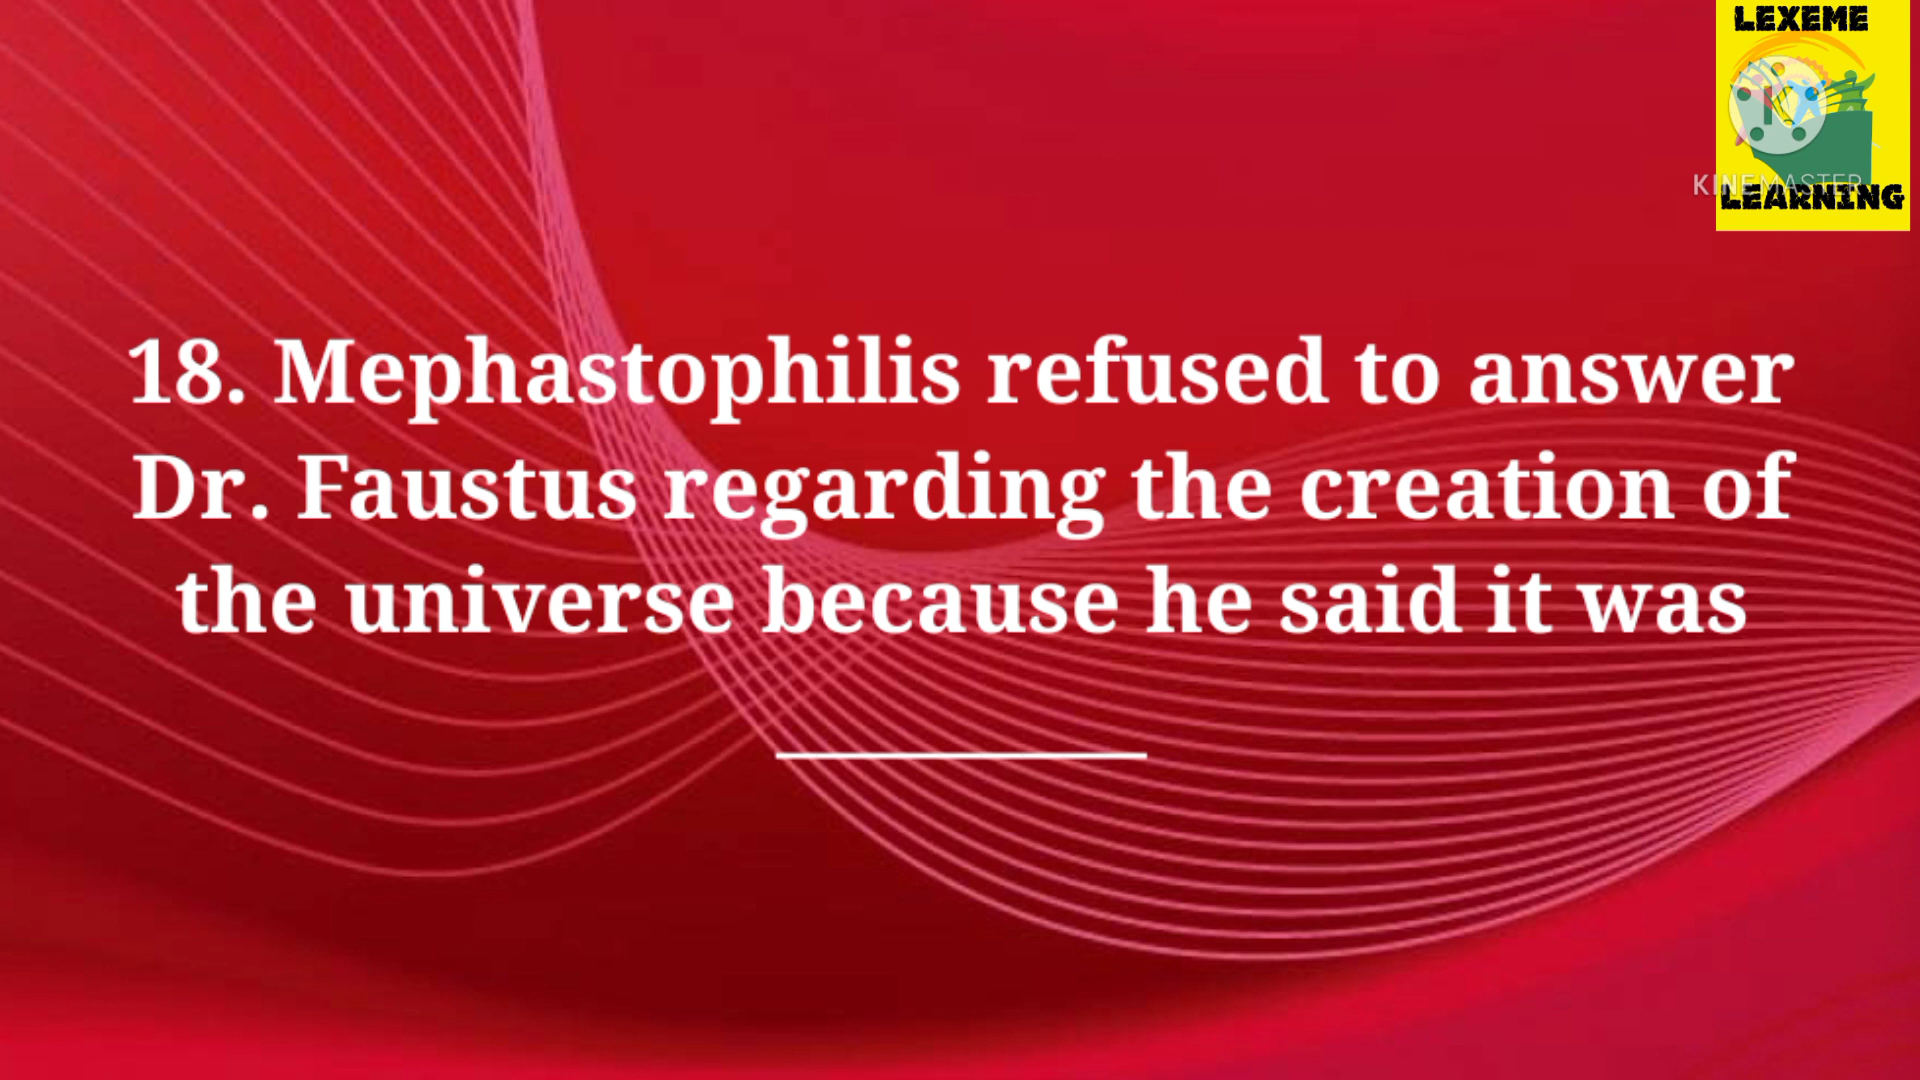 LEXEME
KINEMASTER
LEARNING
18. Mephastophilis refused to answer
Dr. Faustus regarding the creation of
the universe because he said it was